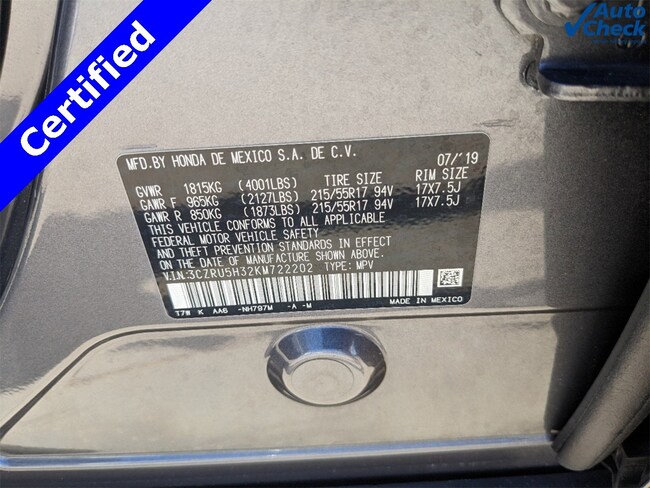 Certified
Auto
Check
MFD.BY HONDA DE MEXICO S.A. DE C.V. 07/'19
GVWR 1815KG (4001LBS) TIRE SIZE RIM SIZE
GAWR F 965KG (2127LBS) 215/55R17 94V 17X7.5J
GAWR R 850KG (1873LBS) 215/55R17 94V 17X7.5J
THIS VEHICLE CONFORMS TO ALL APPLICABLE
FEDERAL MOTOR VEHICLE SAFETY
AND THEFT PREVENTION STANDARDS IN EFFECT
ON THE DATE OF MANUFACTURE SHOWN ABOVE.
V.I.N:3CZRU5H32KM722202 TYPE: MPV
T7W K AA6 -NH797M -A -M MADE IN MEXICO